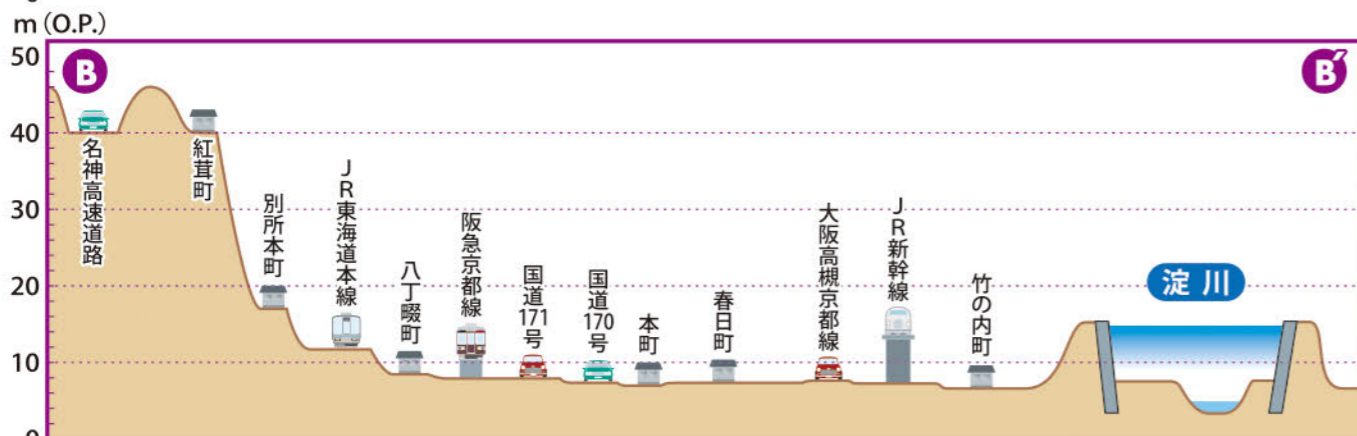 m (O.P.)
50
40
30
20
10
B
B′
名神高速道路
紅茸町
別所本町
JR東海道本線
八丁畷町
阪急京都線
国道171号
国道170号
本町
春日町
大阪高槻京都線
JR新幹線
竹の内町
淀川